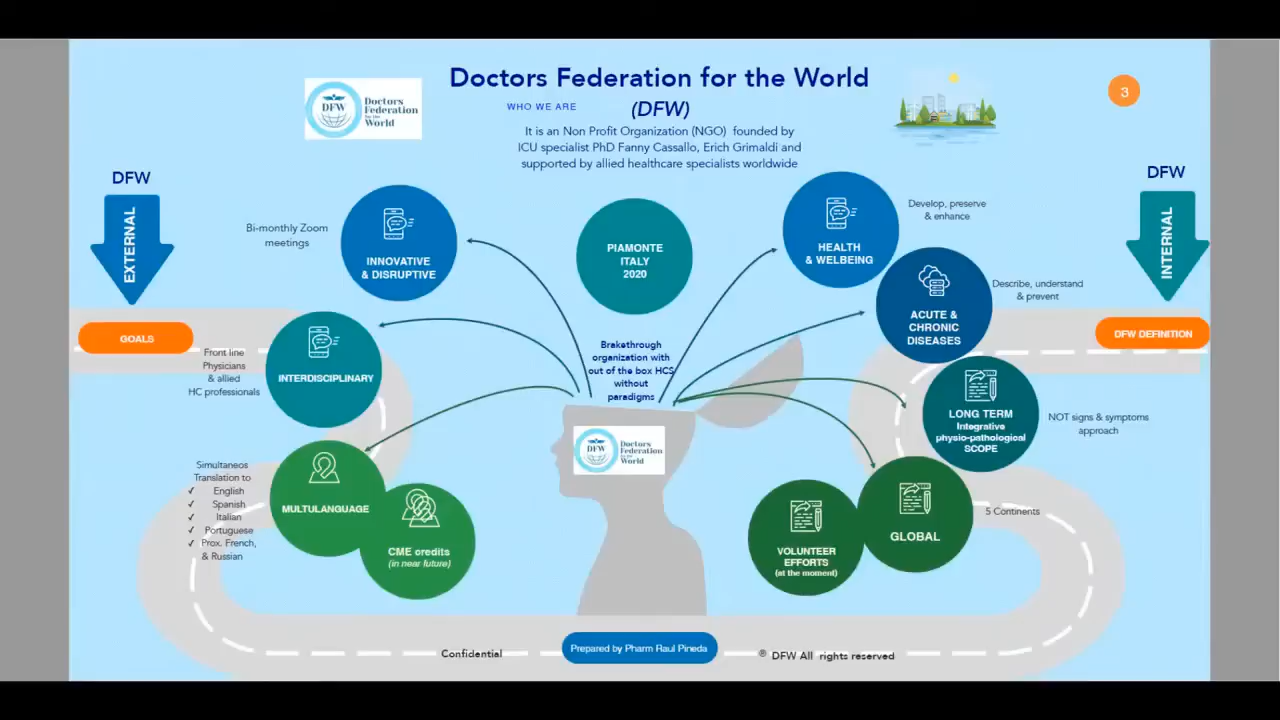 Doctors Federation for the World
WHO WE ARE
(DFW)
It is an Non Profit Organization (NGO) founded by
ICU specialist PhD Fanny Cassallo, Erich Grimaldi and
supported by allied healthcare specialists worldwide
DFW
Doctors
Federation
for the
World
3
DFW
EXTERNAL
GOALS
Bi-monthly Zoom
meetings
INNOVATIVE
& DISRUPTIVE
Front line
Physicians
& allied
HC professionals
INTERDISCIPLINARY
Simultaneos
Translation to
✓ English
✓ Spanish
✓ Italian
✓ Portuguese
✓ Prox. French,
& Russian
MULTULANGUAGE
CME credits
(in near future)
PIAMONTE
ITALY
2020
Brakethrough
organization with
out of the box HCS
without
paradigms
DFW
Doctors
Federation
for the
World
DFW
INTERNAL
DFW DEFINITION
HEALTH
& WELBEING
Develop, preserve
& enhance
ACUTE &
CHRONIC
DISEASES
Describe, understand
& prevent
LONG TERM
Integrative
physio-pathological
SCOPE
NOT signs & symptoms
approach
GLOBAL
5 Continents
VOLUNTEER
EFFORTS
(at the moment)
Confidential
Prepared by Pharm Raul Pineda
® DFW All rights reserved